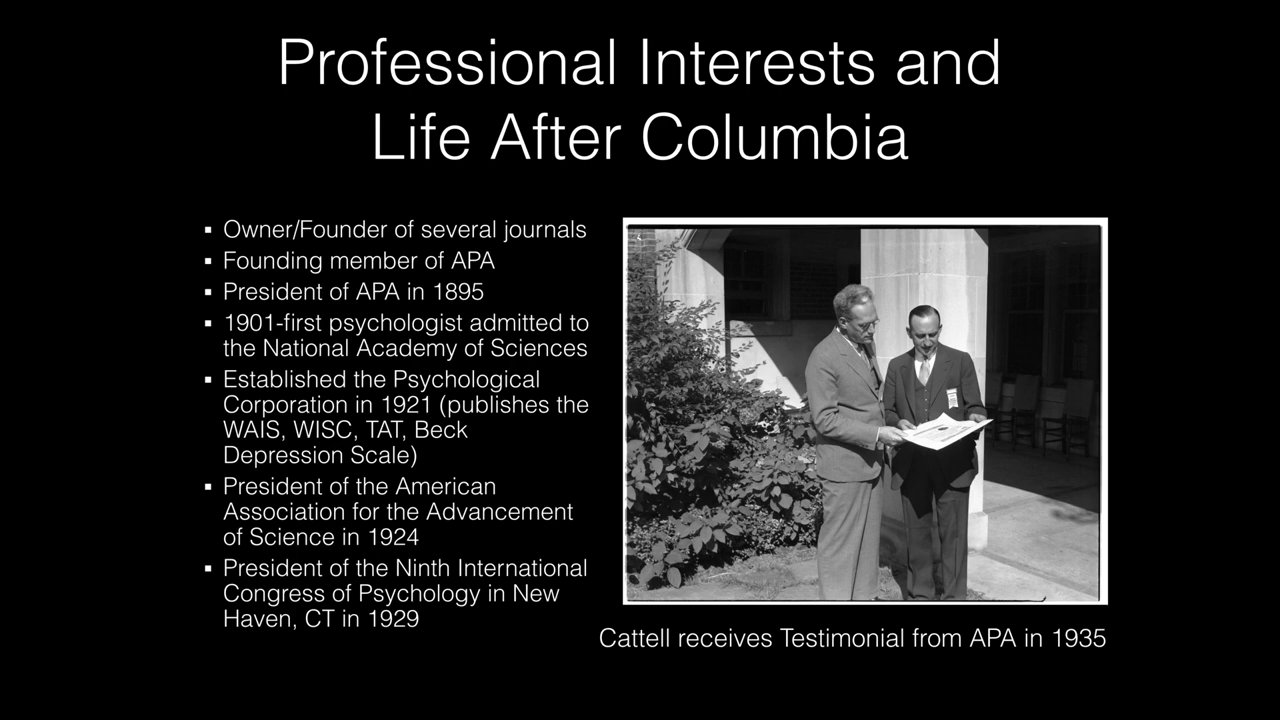 Professional Interests and
Life After Columbia
▪ Owner/Founder of several journals
▪ Founding member of APA
▪ President of APA in 1895
▪ 1901-first psychologist admitted to
the National Academy of Sciences
▪ Established the Psychological
Corporation in 1921 (publishes the
WAIS, WISC, TAT, Beck
Depression Scale)
▪ President of the American
Association for the Advancement
of Science in 1924
▪ President of the Ninth International
Congress of Psychology in New
Haven, CT in 1929
Cattell receives Testimonial from APA in 1935